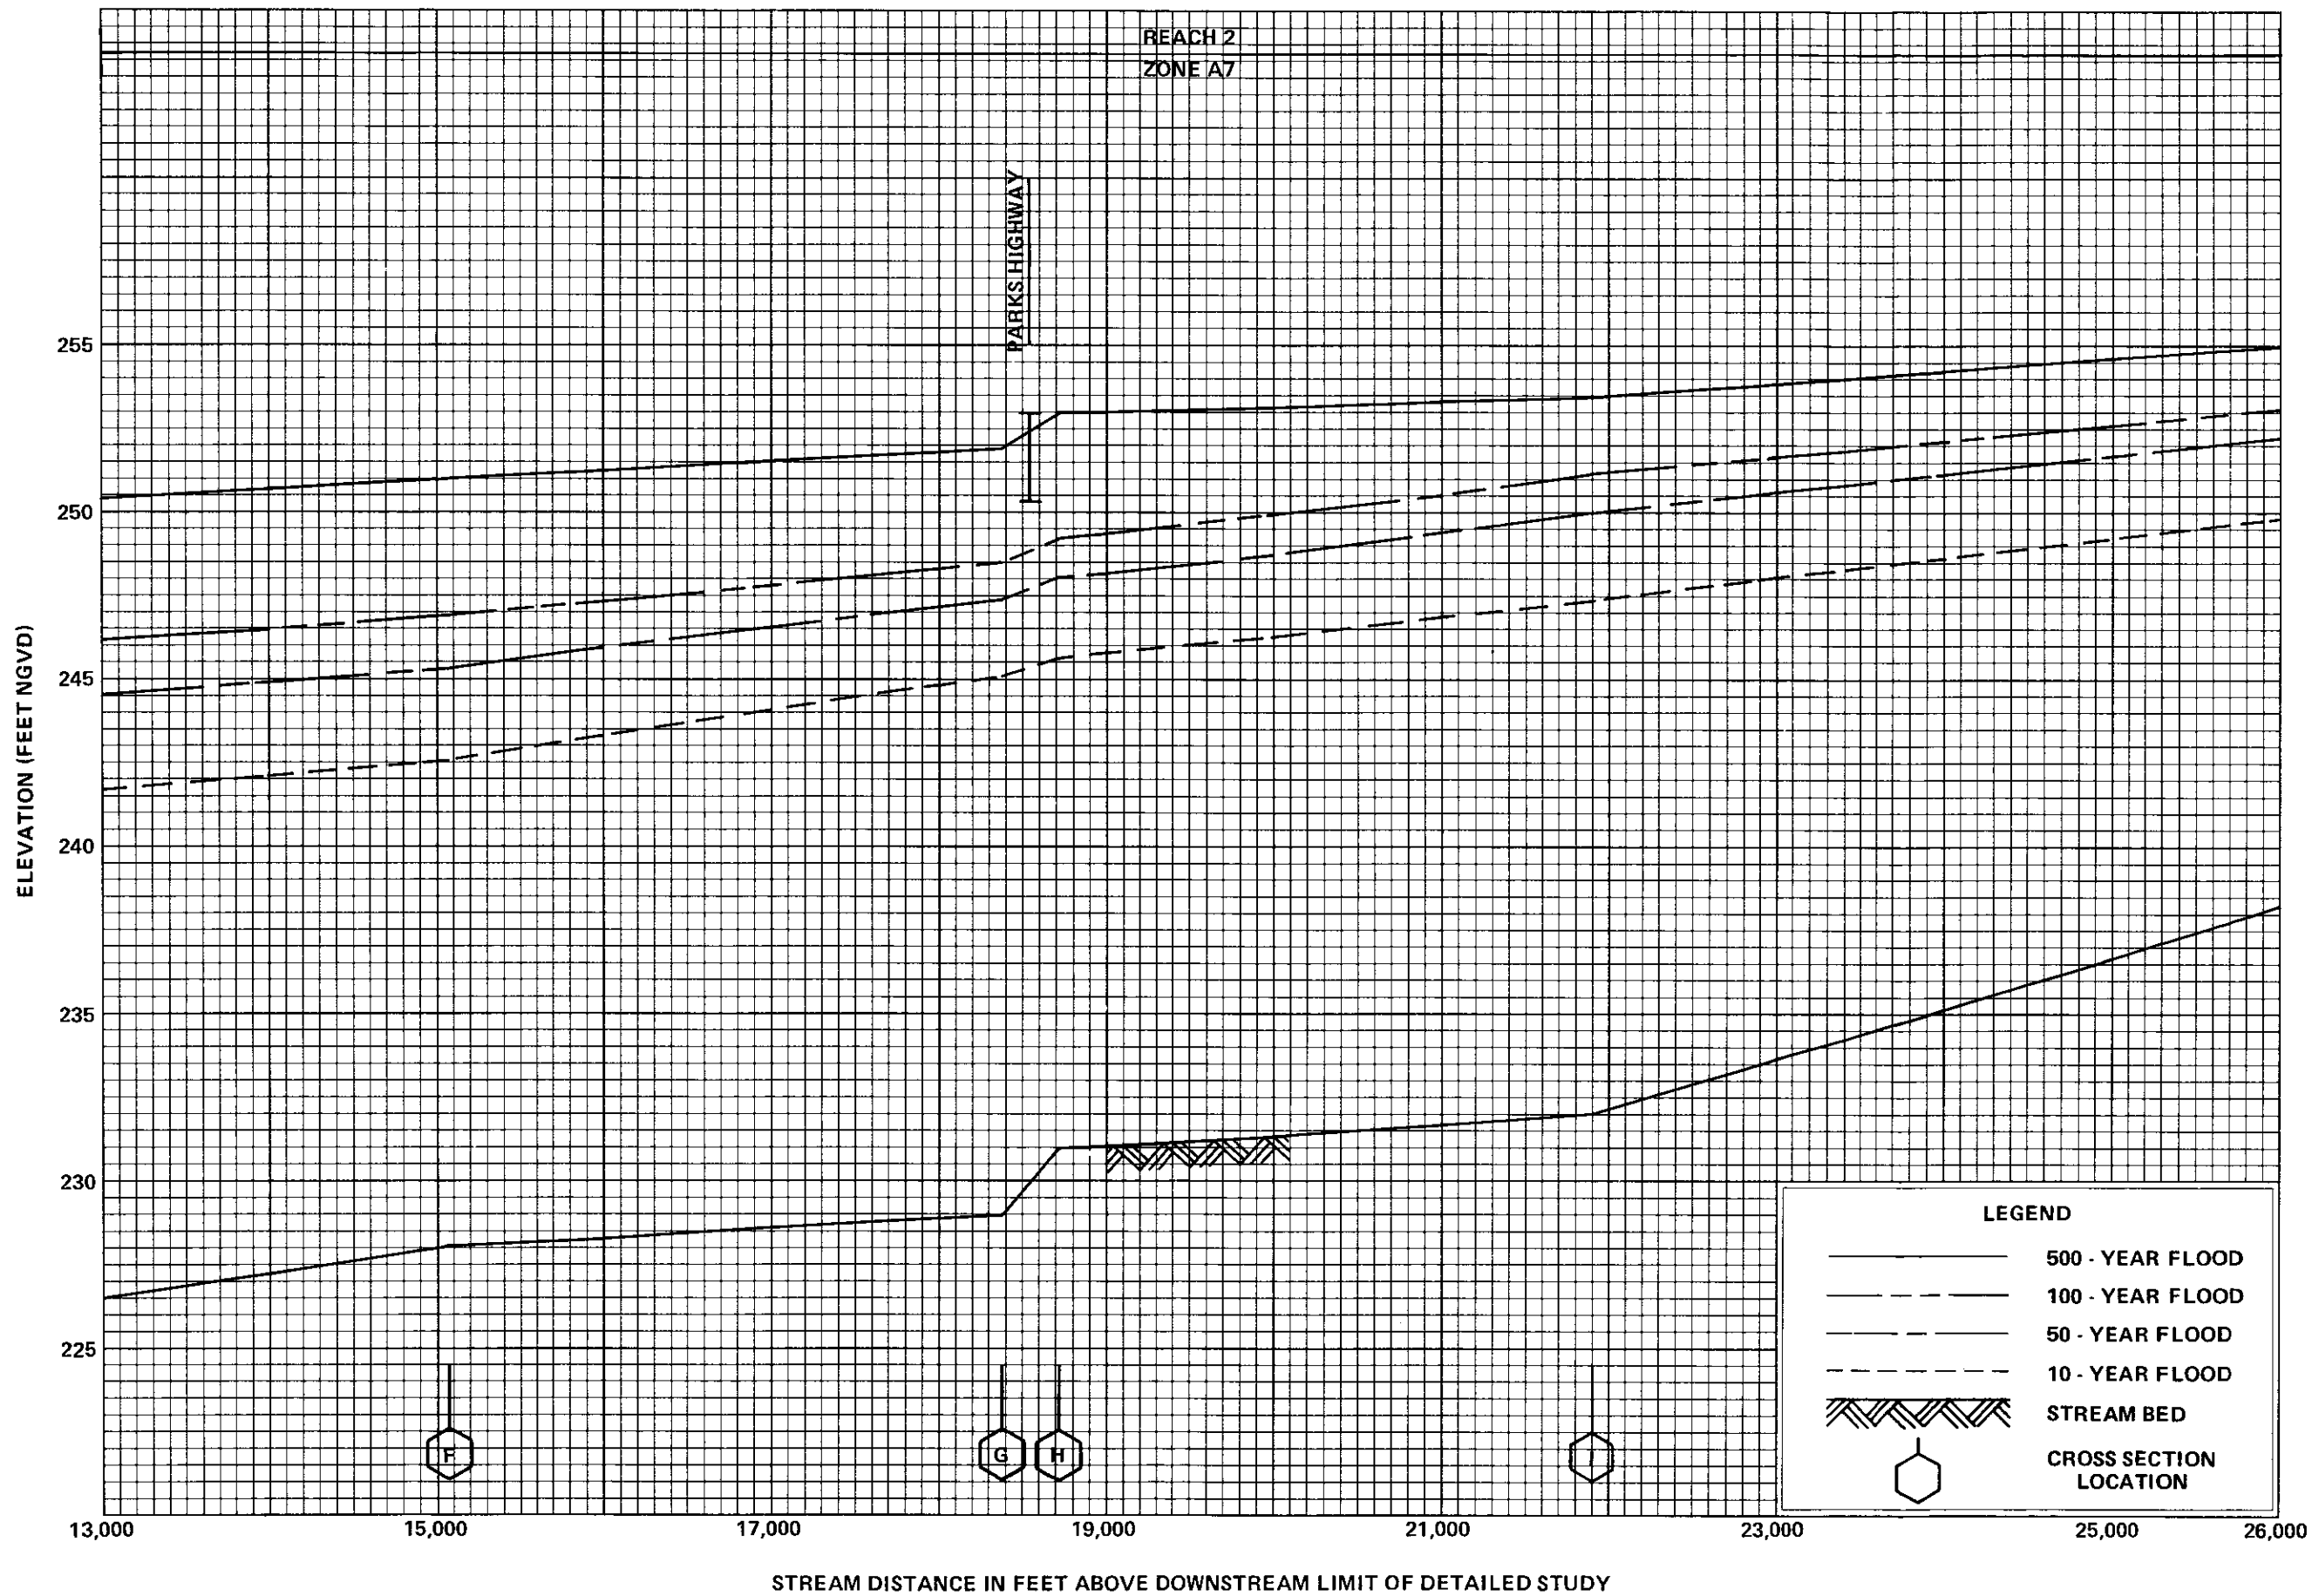 REACH 2
ZONE A7
PARKS HIGHWAY
ELEVATION (FEET NGVD)
255
250
245
240
235
230
225
F
G
H
I
LEGEND
500 - YEAR FLOOD
100 - YEAR FLOOD
50 - YEAR FLOOD
10 - YEAR FLOOD
STREAM BED
CROSS SECTION
LOCATION
13,000
15,000
17,000
19,000
21,000
23,000
25,000
26,000
STREAM DISTANCE IN FEET ABOVE DOWNSTREAM LIMIT OF DETAILED STUDY